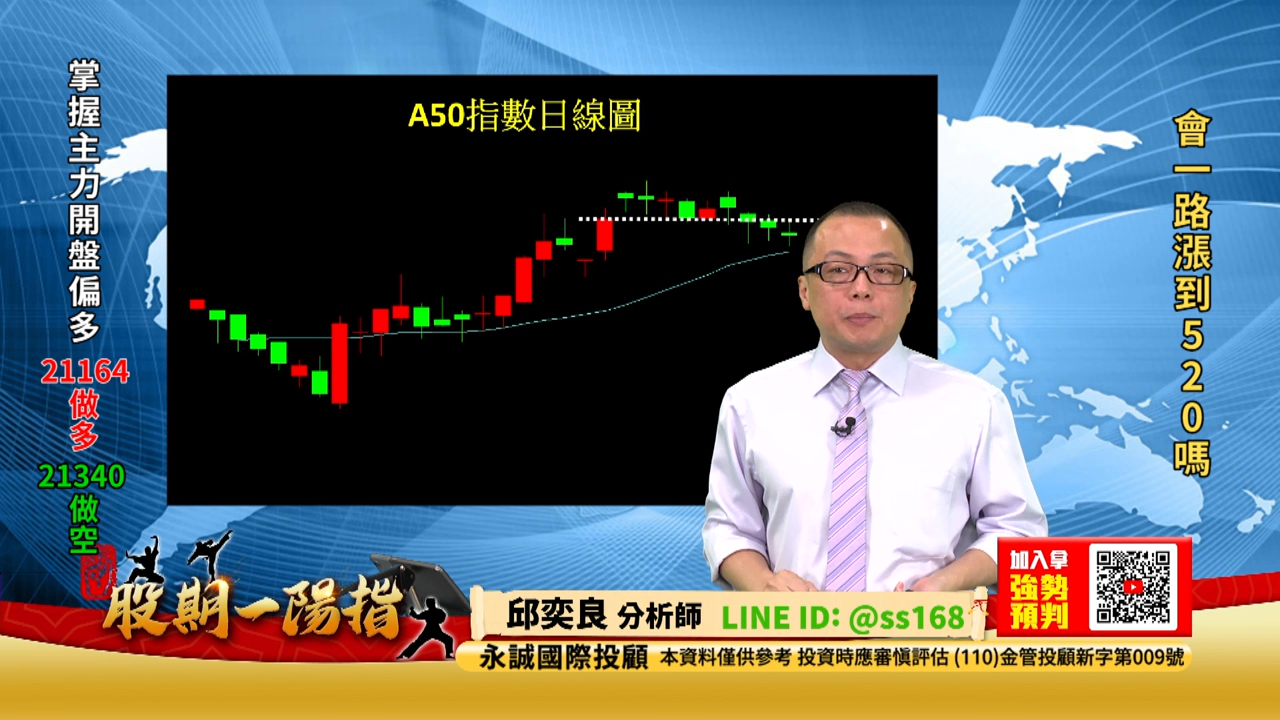 掌握主力開盤偏多
21164
做多
21340
做空
A50指數日線圖
會一路漲到520嗎
股期一陽指
邱奕良 分析師 LINE ID: @ss168
加入拿
強勢
預判
永誠國際投顧 本資料僅供參考 投資時應審慎評估 (110)金管投顧新字第009號